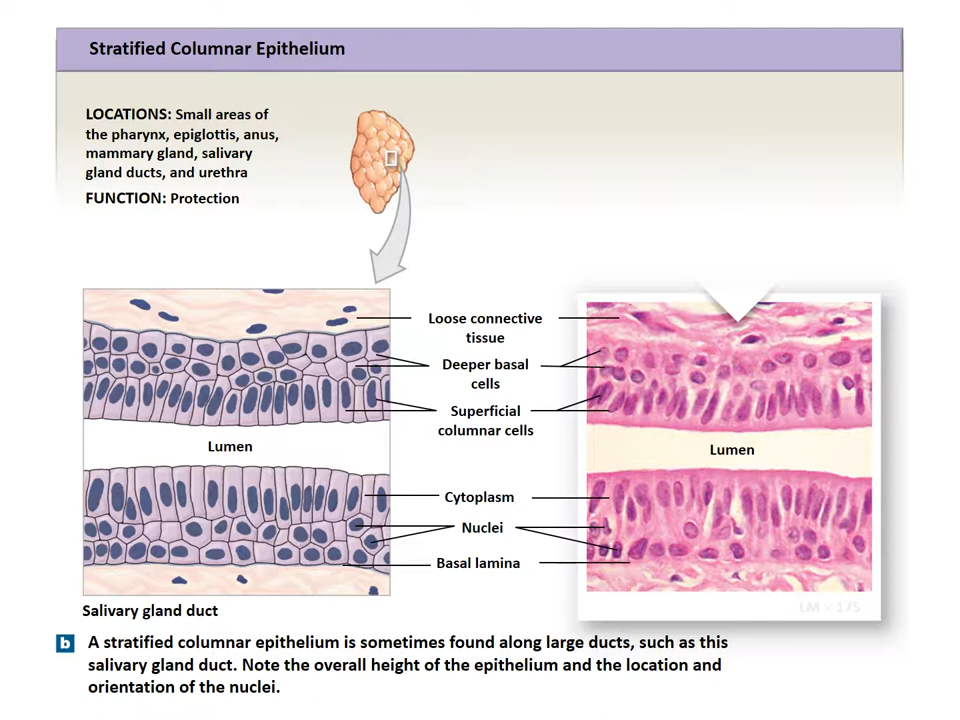 Stratified Columnar Epithelium
LOCATIONS: Small areas of
the pharynx, epiglottis, anus,
mammary gland, salivary
gland ducts, and urethra
FUNCTION: Protection
Loose connective
tissue
Deeper basal
cells
Superficial
columnar cells
Lumen
Lumen
Cytoplasm
Nuclei
Basal lamina
Salivary gland duct
LM × 175
b A stratified columnar epithelium is sometimes found along large ducts, such as this
salivary gland duct. Note the overall height of the epithelium and the location and
orientation of the nuclei.